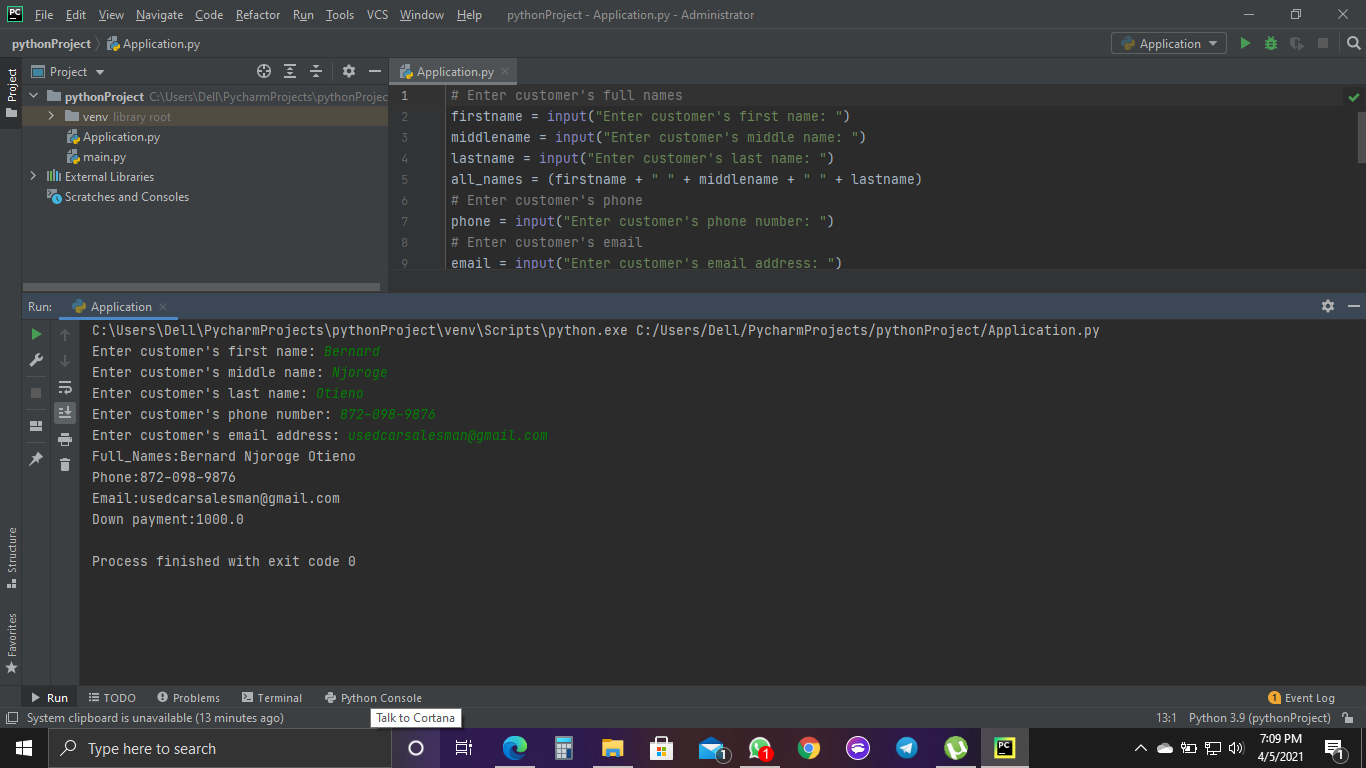 PC File Edit View Navigate Code Refactor Run Tools VCS Window Help pythonProject - Application.py - Administrator
pythonProject Application.py Application
Project
Project
Application.py
pythonProject C:\Users\Dell\PycharmProjects\pythonProjec
venv library root
Application.py
main.py
External Libraries
Scratches and Consoles
1 # Enter customer's full names
2 firstname = input("Enter customer's first name: ")
3 middlename = input("Enter customer's middle name: ")
4 lastname = input("Enter customer's last name: ")
5 all_names = (firstname + " " + middlename + " " + lastname)
6 # Enter customer's phone
7 phone = input("Enter customer's phone number: ")
8 # Enter customer's email
9 email = input("Enter customer's email address: ")
Run: Application
C:\Users\Dell\PycharmProjects\pythonProject\venv\Scripts\python.exe C:/Users/Dell/PycharmProjects/pythonProject/Application.py
Enter customer's first name: Bernard
Enter customer's middle name: Njoroge
Enter customer's last name: Otieno
Enter customer's phone number: 872-098-9876
Enter customer's email address: usedcarsalesman@gmail.com
Full_Names:Bernard Njoroge Otieno
Phone:872-098-9876
Email:usedcarsalesman@gmail.com
Down payment:1000.0
Process finished with exit code 0
Structure
Favorites
Run TODO Problems Terminal Python Console 1 Event Log
System clipboard is unavailable (13 minutes ago) 13:1 Python 3.9 (pythonProject)
Talk to Cortana
Type here to search
1
1
PC
7:09 PM
4/5/2021
1